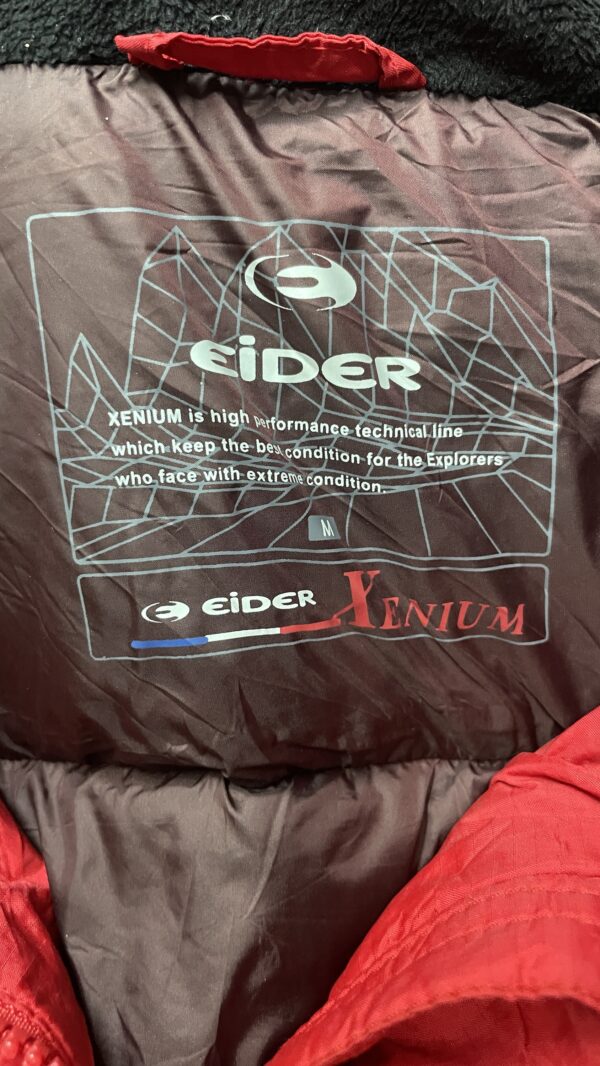 EiDER
XENIUM is high performance technical line
which keep the best condition for the Explorers
who face with extreme condition.
M
EiDER XENIUM